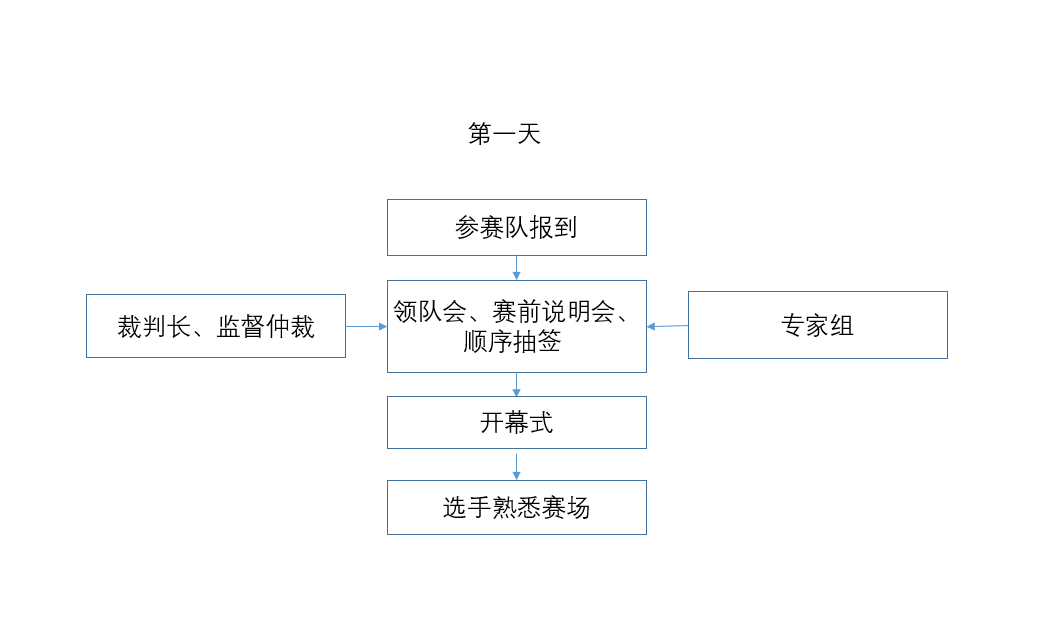 第一天
参赛队报到
裁判长、监督仲裁
领队会、赛前说明会、
顺序抽签
专家组
开幕式
选手熟悉赛场